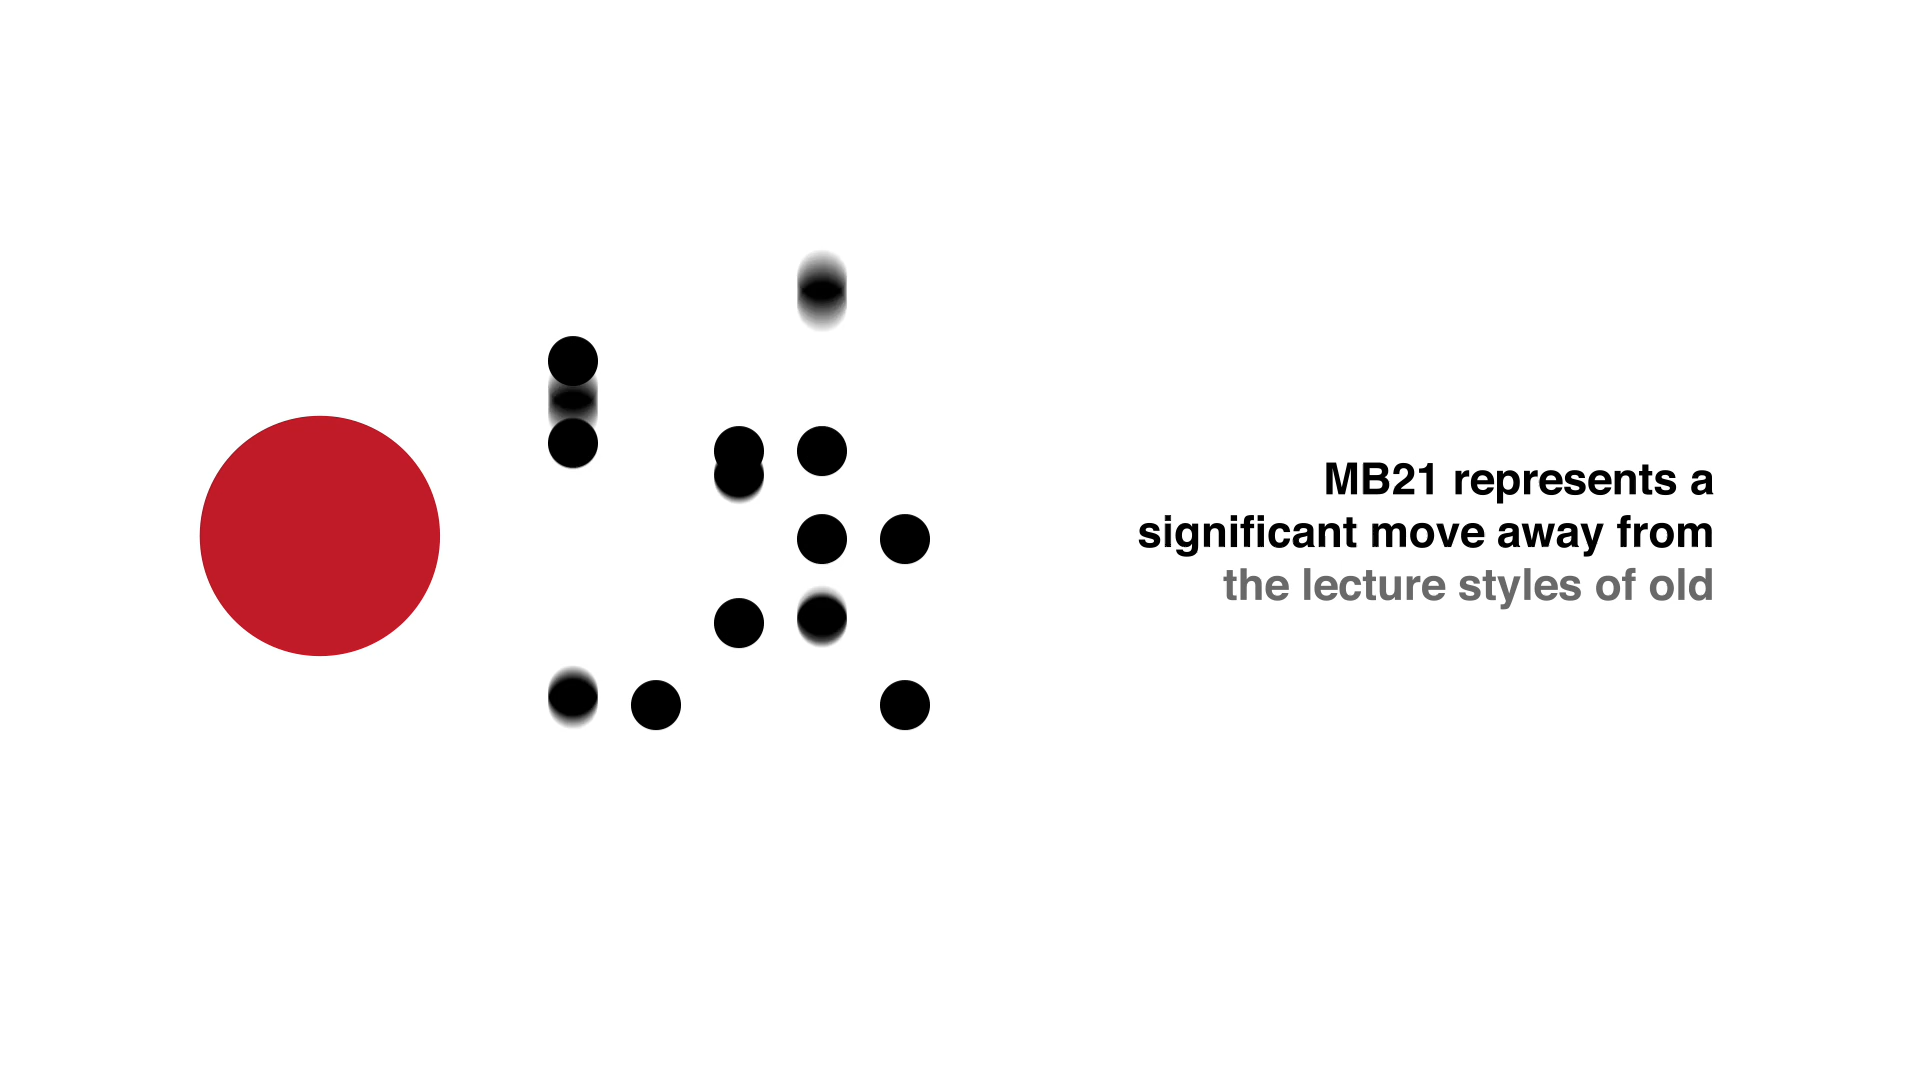 MB21 represents a
significant move away from
the lecture styles of old